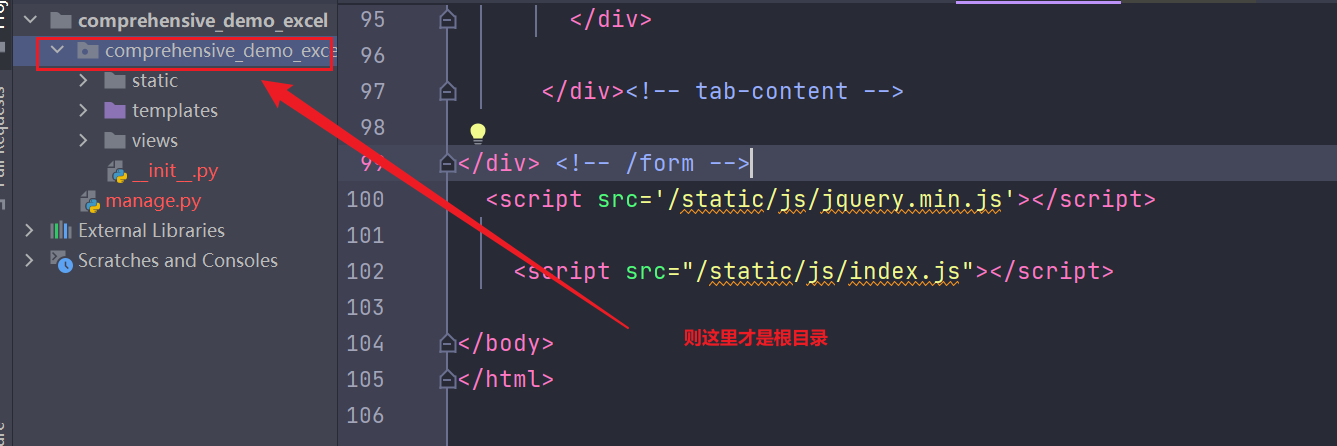 comprehensive_demo_excel
comprehensive_demo_exce
static
templates
views
__init__.py
manage.py
External Libraries
Scratches and Consoles
95 </div>
96
97 </div><!-- tab-content -->
98
99 </div> <!-- /form -->
100 <script src='/static/js/jquery.min.js'></script>
101
102 <script src="/static/js/index.js"></script>
103
则这里才是根目录
104 </body>
105 </html>
106